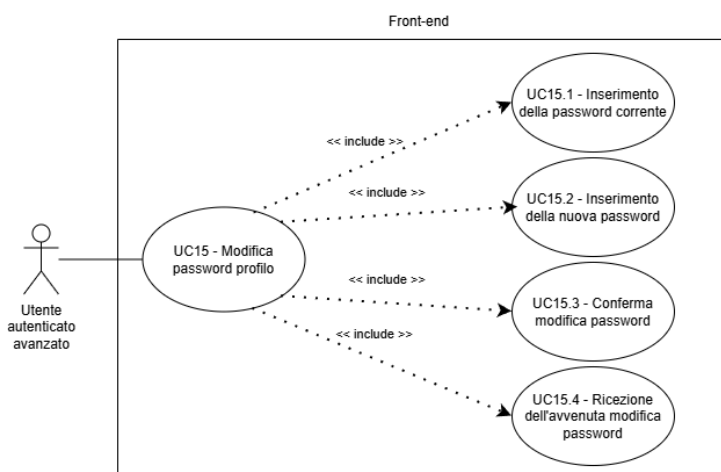 Front-end
UC15.1 - Inserimento
della password corrente
<< include >>
<< include >>
UC15.2 - Inserimento
della nuova password
UC15 - Modifica
password profilo
Utente
autenticato
avanzato
<< include >>
UC15.3 - Conferma
modifica password
<< include >>
UC15.4 - Ricezione
dell'avvenuta modifica
password